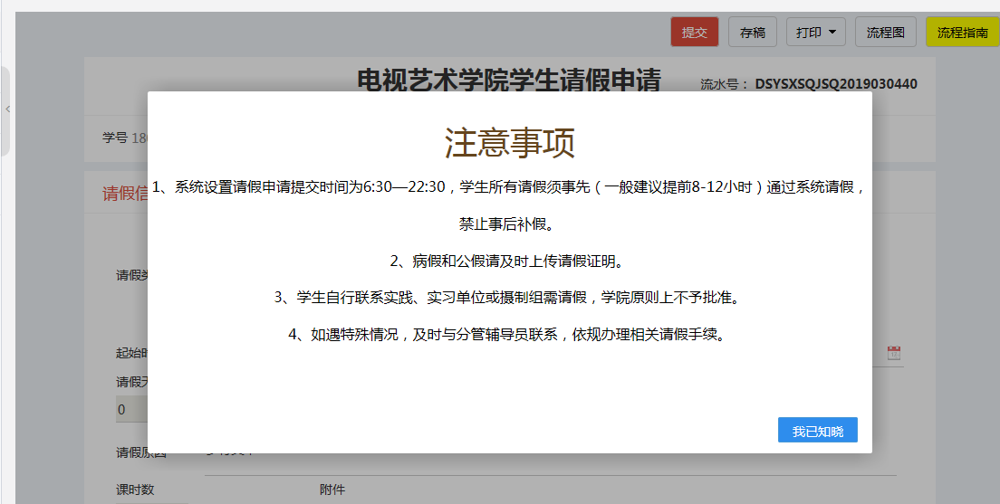 提交 存稿 打印 流程图 流程指南
电视艺术学院学生请假申请
流水号： DSYSXSQJSQ2019030440
学号 180
注意事项
请假信
1、系统设置请假申请提交时间为6:30—22:30，学生所有请假须事先（一般建议提前8-12小时）通过系统请假，
禁止事后补假。
2、病假和公假请及时上传请假证明。
请假类
3、学生自行联系实践、实习单位或摄制组需请假，学院原则上不予批准。
4、如遇特殊情况，及时与分管辅导员联系，依规办理相关请假手续。
起始时
请假天
0
我已知晓
请假原因
课时数 附件